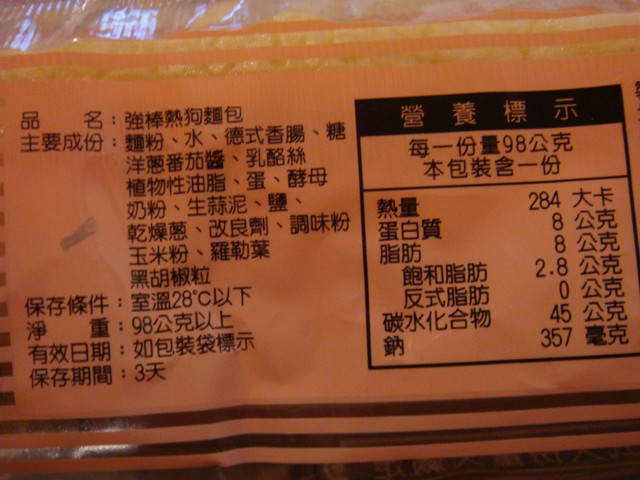 品　　名：強棒熱狗麵包
主要成份：麵粉、水、德式香腸、糖
洋蔥番茄醬、乳酪絲
植物性油脂、蛋、酵母
奶粉、生蒜泥、鹽、
乾燥蔥、改良劑、調味粉
玉米粉、羅勒葉
黑胡椒粒
保存條件：室溫28°C以下
淨　　重：98公克以上
有效日期：如包裝袋標示
保存期間：3天
營養標示
每一份量98公克
本包裝含一份
熱量 284 大卡
蛋白質 8 公克
脂肪 8 公克
飽和脂肪 2.8 公克
反式脂肪 0 公克
碳水化合物 45 公克
鈉 357 毫克